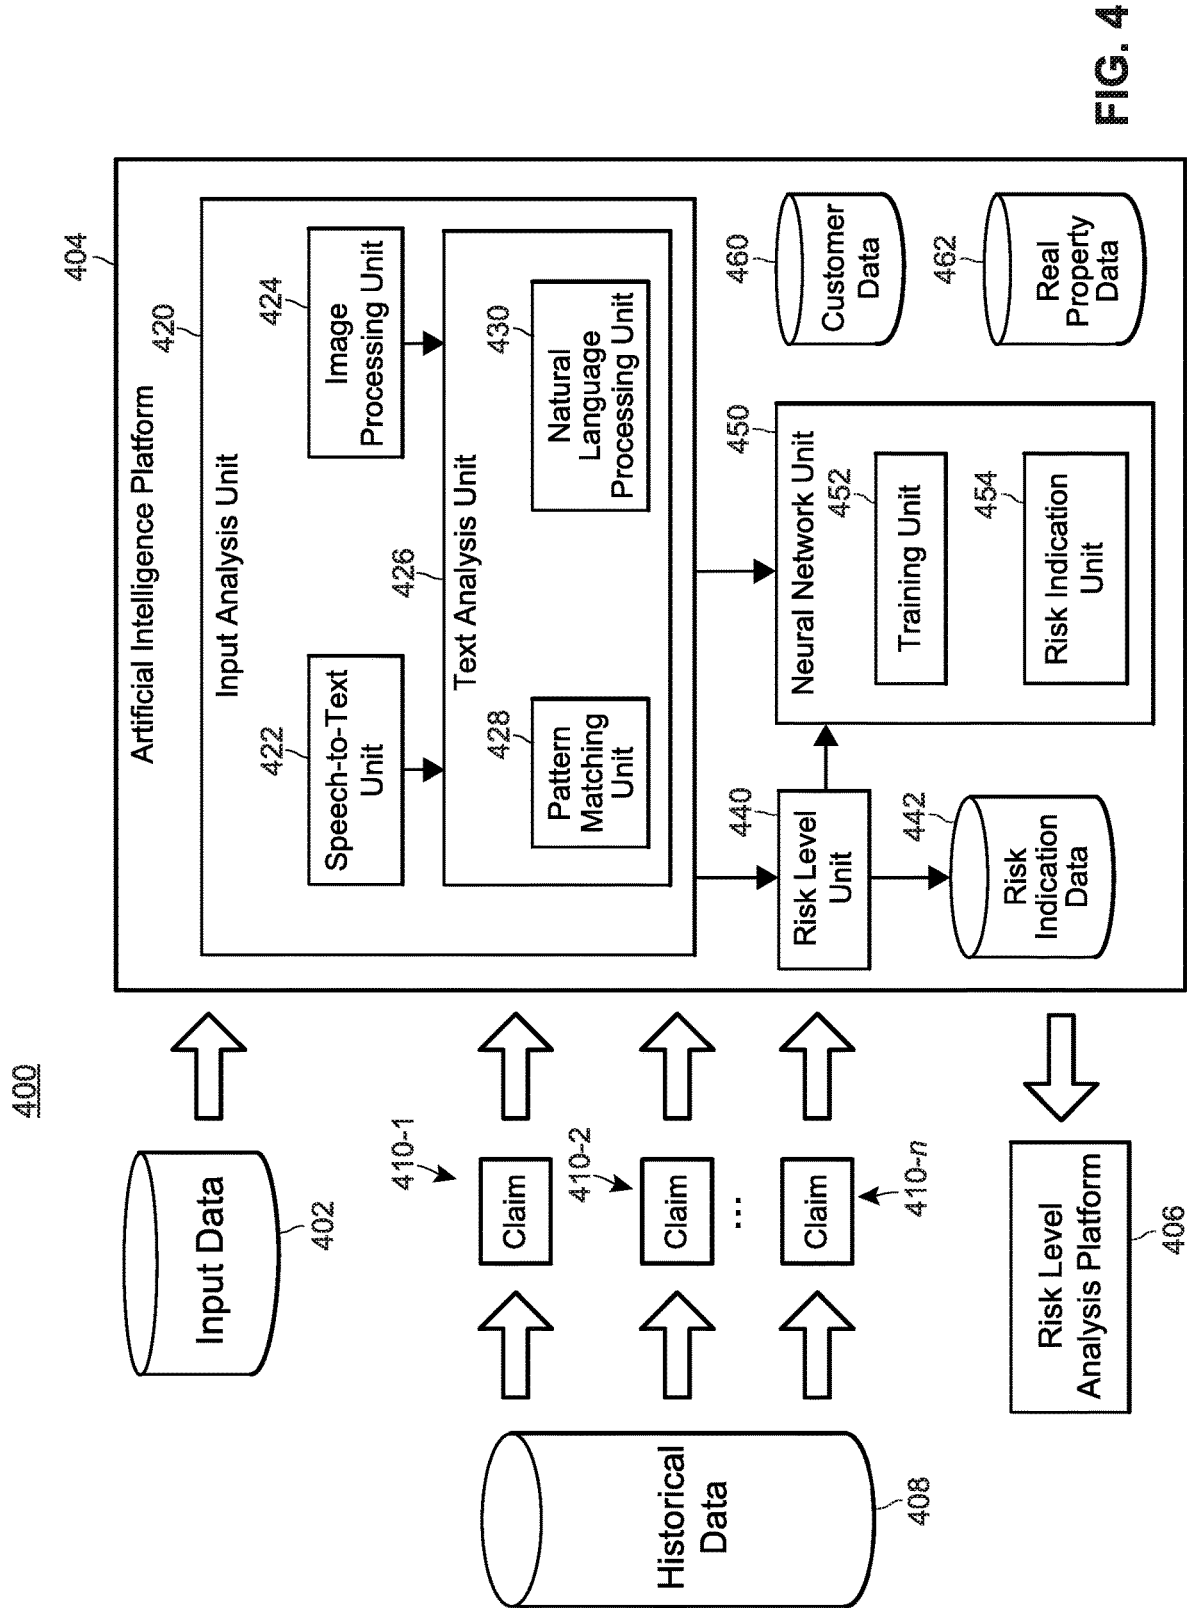 400
Input Data
402
Historical
Data
408
Claim
410-1
Claim
410-2
...
Claim
410-n
Risk Level
Analysis Platform
406
Artificial Intelligence Platform
404
Input Analysis Unit
420
Speech-to-Text
Unit
422
Image
Processing Unit
424
Text Analysis Unit
426
Pattern
Matching
Unit
428
Natural
Language
Processing Unit
430
Risk Level
Unit
440
Risk
Indication
Data
442
Neural Network Unit
450
Training Unit
452
Risk Indication
Unit
454
Customer
Data
460
Real
Property
Data
462
FIG. 4